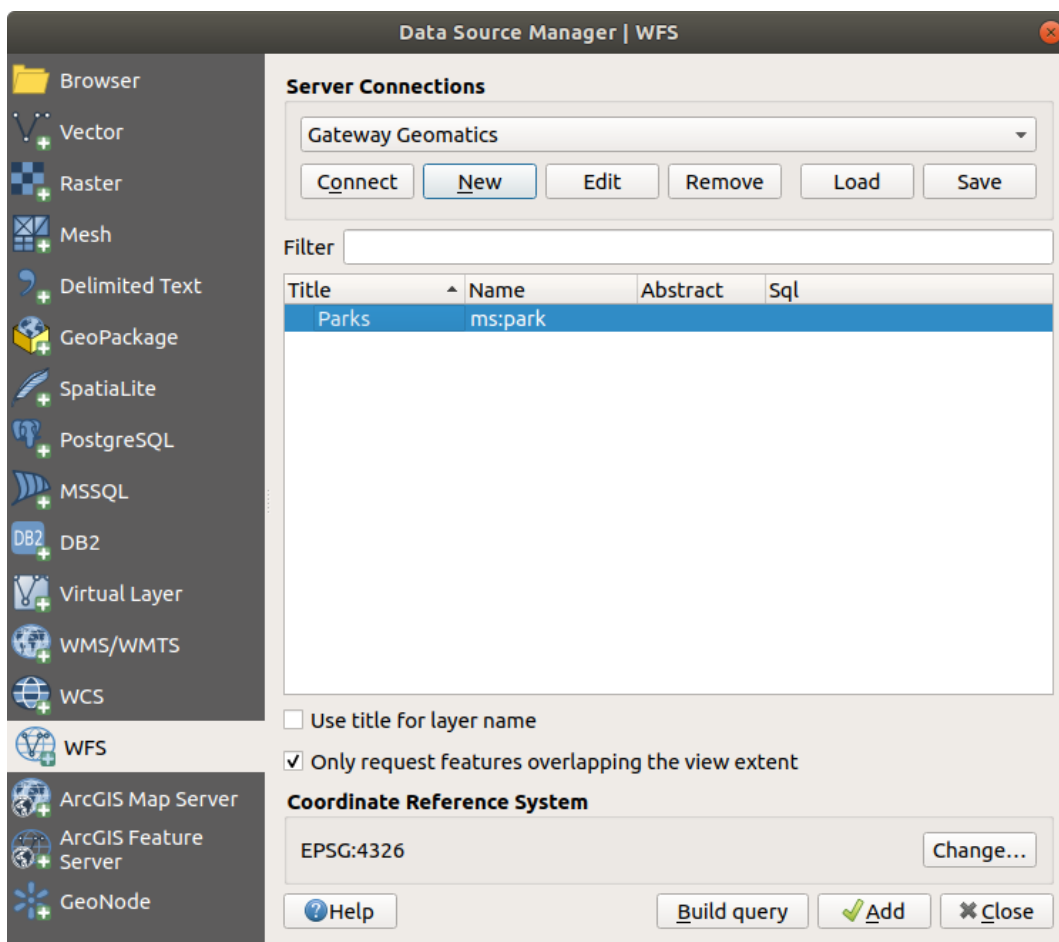 Data Source Manager | WFS
Browser
Vector
Raster
Mesh
Delimited Text
GeoPackage
SpatiaLite
PostgreSQL
MSSQL
DB2
DB2
Virtual Layer
WMS/WMTS
WCS
WFS
ArcGIS Map Server
ArcGIS Feature
Server
GeoNode
Server Connections
Gateway Geomatics
Connect New Edit Remove Load Save
Filter
Title Name Abstract Sql
Parks ms:park
Use title for layer name
Only request features overlapping the view extent
Coordinate Reference System
EPSG:4326 Change...
?Help Build query Add Close